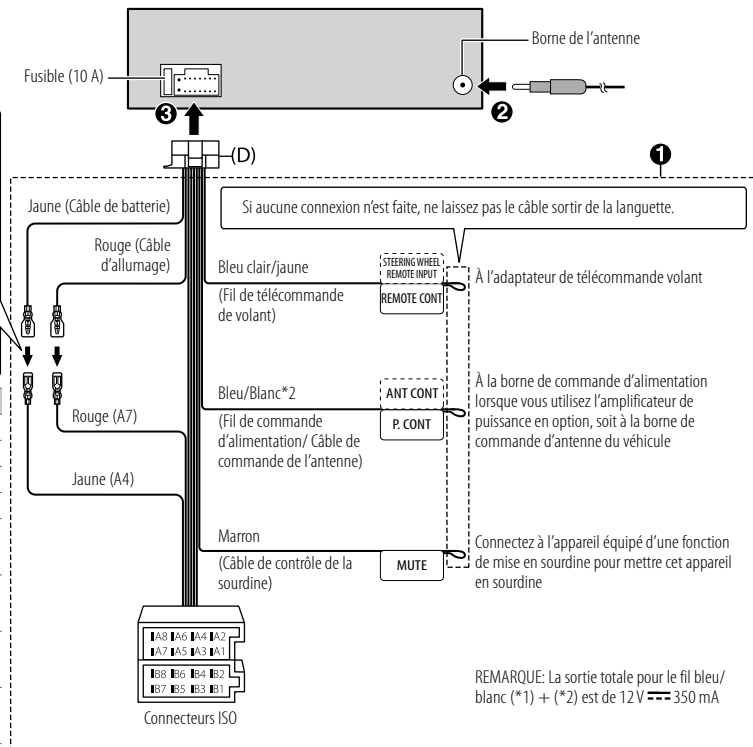 Borne de l'antenne
Fusible (10 A)
❸
❷
(D)
❶
Si aucune connexion n'est faite, ne laissez pas le câble sortir de la languette.
Jaune (Câble de batterie)
Rouge (Câble
d'allumage)
Bleu clair/jaune
(Fil de télécommande
de volant)
STEERING WHEEL
REMOTE INPUT
REMOTE CONT
À l'adaptateur de télécommande volant
Bleu/Blanc*2
(Fil de commande
d'alimentation/ Câble de
commande de l'antenne)
ANT CONT
P. CONT
À la borne de commande d'alimentation
lorsque vous utilisez l'amplificateur de
puissance en option, soit à la borne de
commande d'antenne du véhicule
Rouge (A7)
Jaune (A4)
Marron
(Câble de contrôle de la
sourdine)
MUTE
Connectez à l'appareil équipé d'une fonction
de mise en sourdine pour mettre cet appareil
en sourdine
A8 A6 A4 A2
A7 A5 A3 A1
B8 B6 B4 B2
B7 B5 B3 B1
Connecteurs ISO
REMARQUE: La sortie totale pour le fil bleu/
blanc (*1) + (*2) est de 12 V ⎓ 350 mA